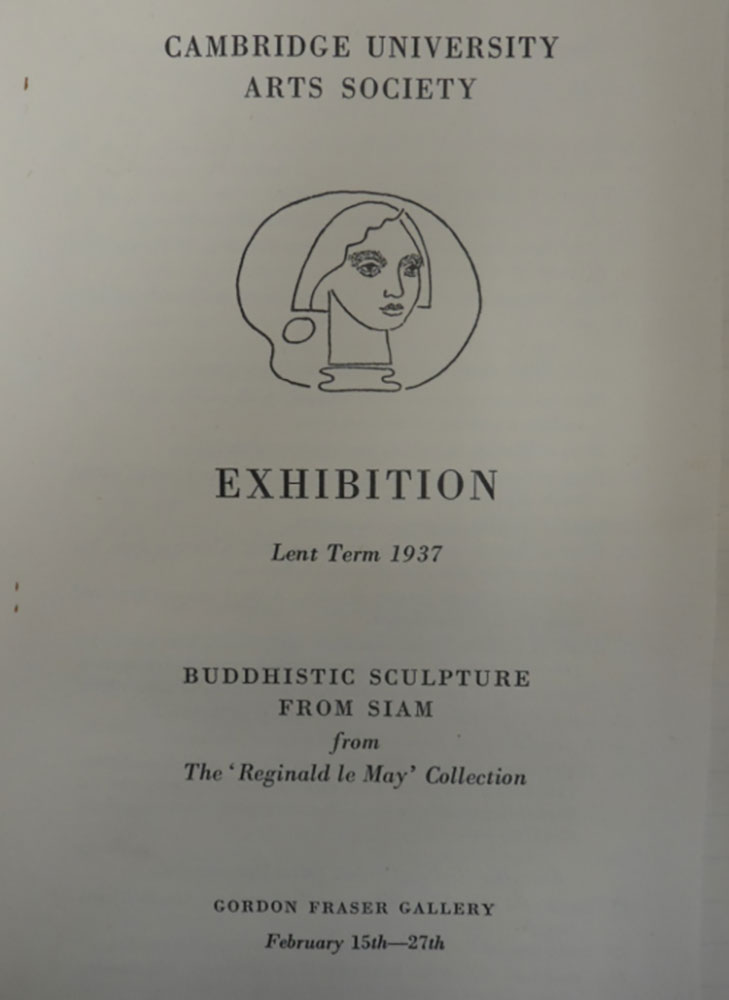 CAMBRIDGE UNIVERSITY
ARTS SOCIETY
EXHIBITION
Lent Term 1937
BUDDHISTIC SCULPTURE
FROM SIAM
from
The ‘Reginald le May’ Collection
GORDON FRASER GALLERY
February 15th—27th